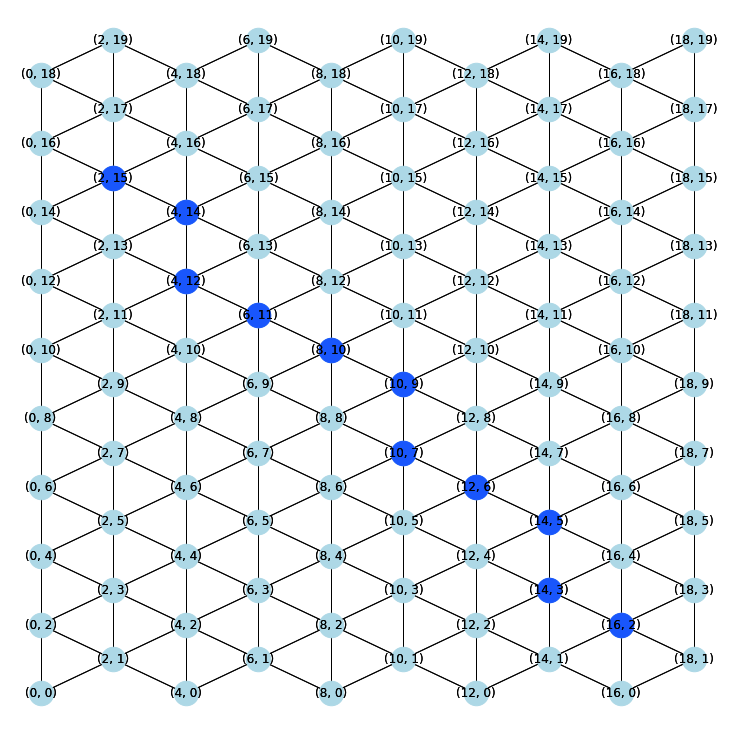 (2, 19) (6, 19) (10, 19) (14, 19) (18, 19)
(0, 18) (4, 18) (8, 18) (12, 18) (16, 18)
(2, 17) (6, 17) (10, 17) (14, 17) (18, 17)
(0, 16) (4, 16) (8, 16) (12, 16) (16, 16)
(2, 15) (6, 15) (10, 15) (14, 15) (18, 15)
(0, 14) (4, 14) (8, 14) (12, 14) (16, 14)
(2, 13) (6, 13) (10, 13) (14, 13) (18, 13)
(0, 12) (4, 12) (8, 12) (12, 12) (16, 12)
(2, 11) (6, 11) (10, 11) (14, 11) (18, 11)
(0, 10) (4, 10) (8, 10) (12, 10) (16, 10)
(2, 9) (6, 9) (10, 9) (14, 9) (18, 9)
(0, 8) (4, 8) (8, 8) (12, 8) (16, 8)
(2, 7) (6, 7) (10, 7) (14, 7) (18, 7)
(0, 6) (4, 6) (8, 6) (12, 6) (16, 6)
(2, 5) (6, 5) (10, 5) (14, 5) (18, 5)
(0, 4) (4, 4) (8, 4) (12, 4) (16, 4)
(2, 3) (6, 3) (10, 3) (14, 3) (18, 3)
(0, 2) (4, 2) (8, 2) (12, 2) (16, 2)
(2, 1) (6, 1) (10, 1) (14, 1) (18, 1)
(0, 0) (4, 0) (8, 0) (12, 0) (16, 0)